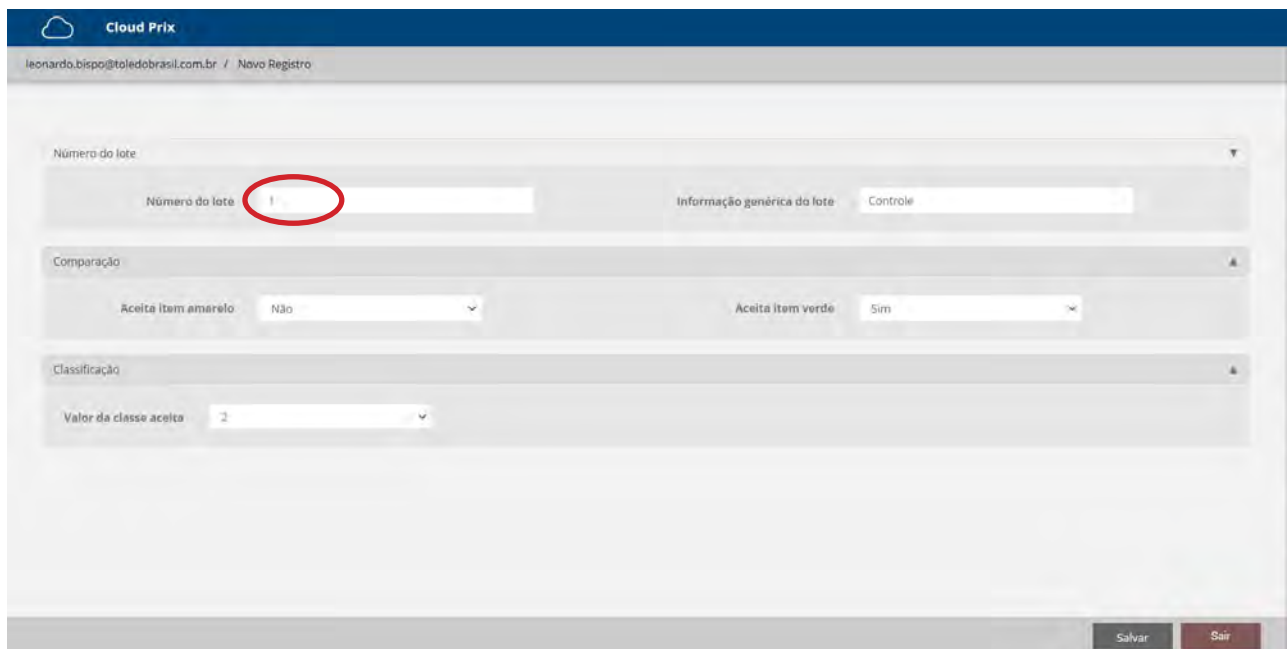 Cloud Prix
leonardo.bispo@toledobrasil.com.br / Novo Registro
Número do lote
Número do lote 1 Informação genérica do lote Controle
Comparação
Aceita item amarelo Não Aceita item verde Sim
Classificação
Valor da classe aceita 2
Salvar Sair